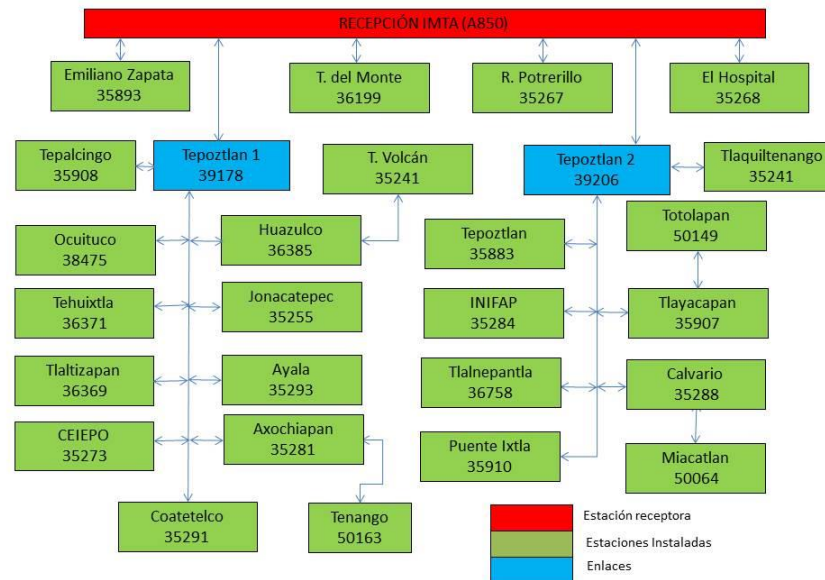 RECEPCIÓN IMTA (A850)
Emiliano Zapata
35893
T. del Monte
36199
R. Potrerillo
35267
El Hospital
35268
Tepalcingo
35908
Tepoztlan 1
39178
T. Volcán
35241
Tepoztlan 2
39206
Tlaquiltenango
35241
Ocuituco
38475
Huazulco
36385
Tepoztlan
35883
Totolapan
50149
Tehuixtla
36371
Jonacatepec
35255
INIFAP
35284
Tlayacapan
35907
Tlaltizapan
36369
Ayala
35293
Tlalnepantla
36758
Calvario
35288
CEIEPO
35273
Axochiapan
35281
Puente Ixtla
35910
Miacatlan
50064
Coatetelco
35291
Tenango
50163
Estación receptora
Estaciones Instaladas
Enlaces